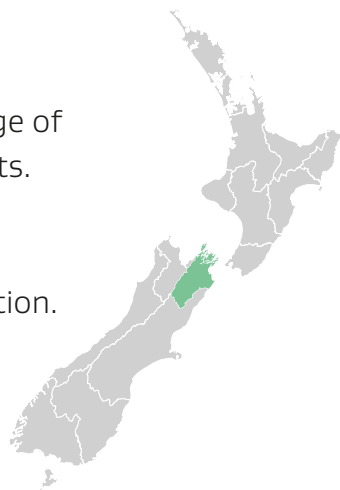 ge of
ts.
tion.